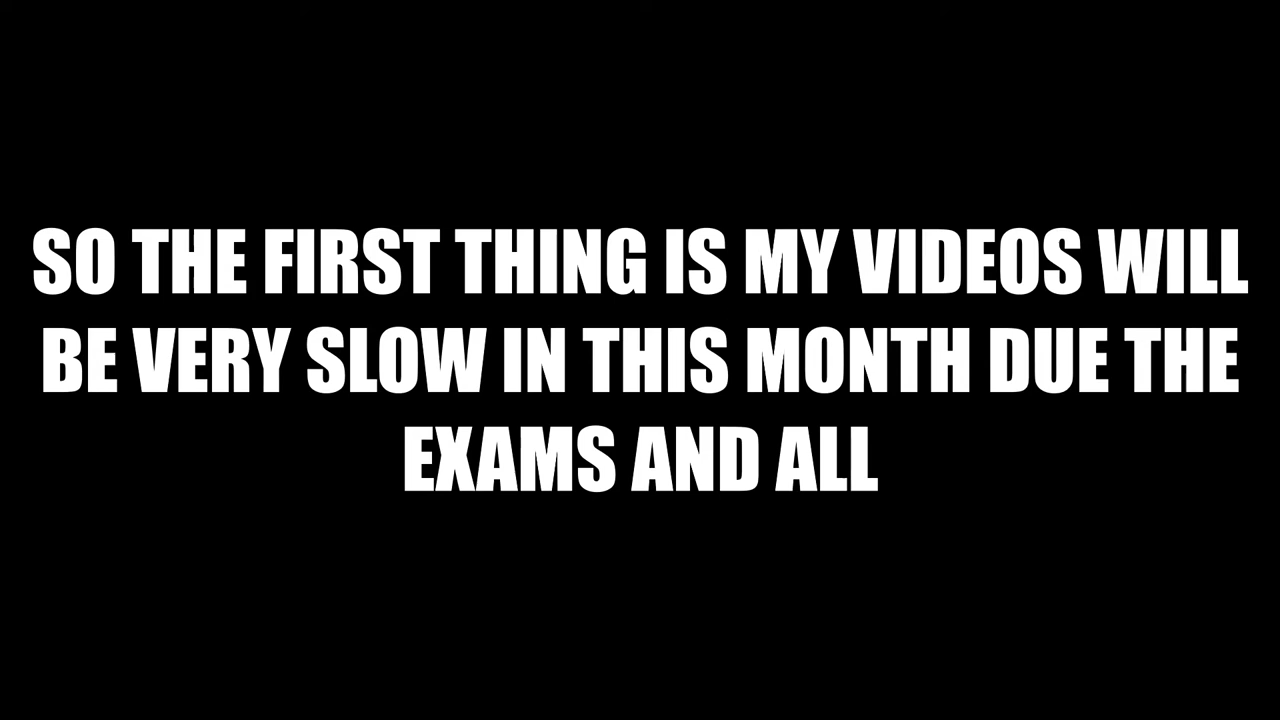 SO THE FIRST THING IS MY VIDEOS WILL
BE VERY SLOW IN THIS MONTH DUE THE
EXAMS AND ALL